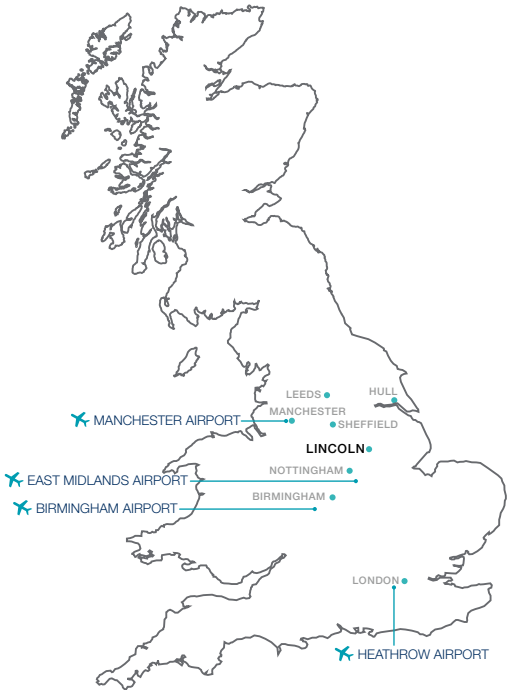 LEEDS
HULL
MANCHESTER
MANCHESTER AIRPORT
SHEFFIELD
LINCOLN
NOTTINGHAM
EAST MIDLANDS AIRPORT
BIRMINGHAM
BIRMINGHAM AIRPORT
LONDON
HEATHROW AIRPORT